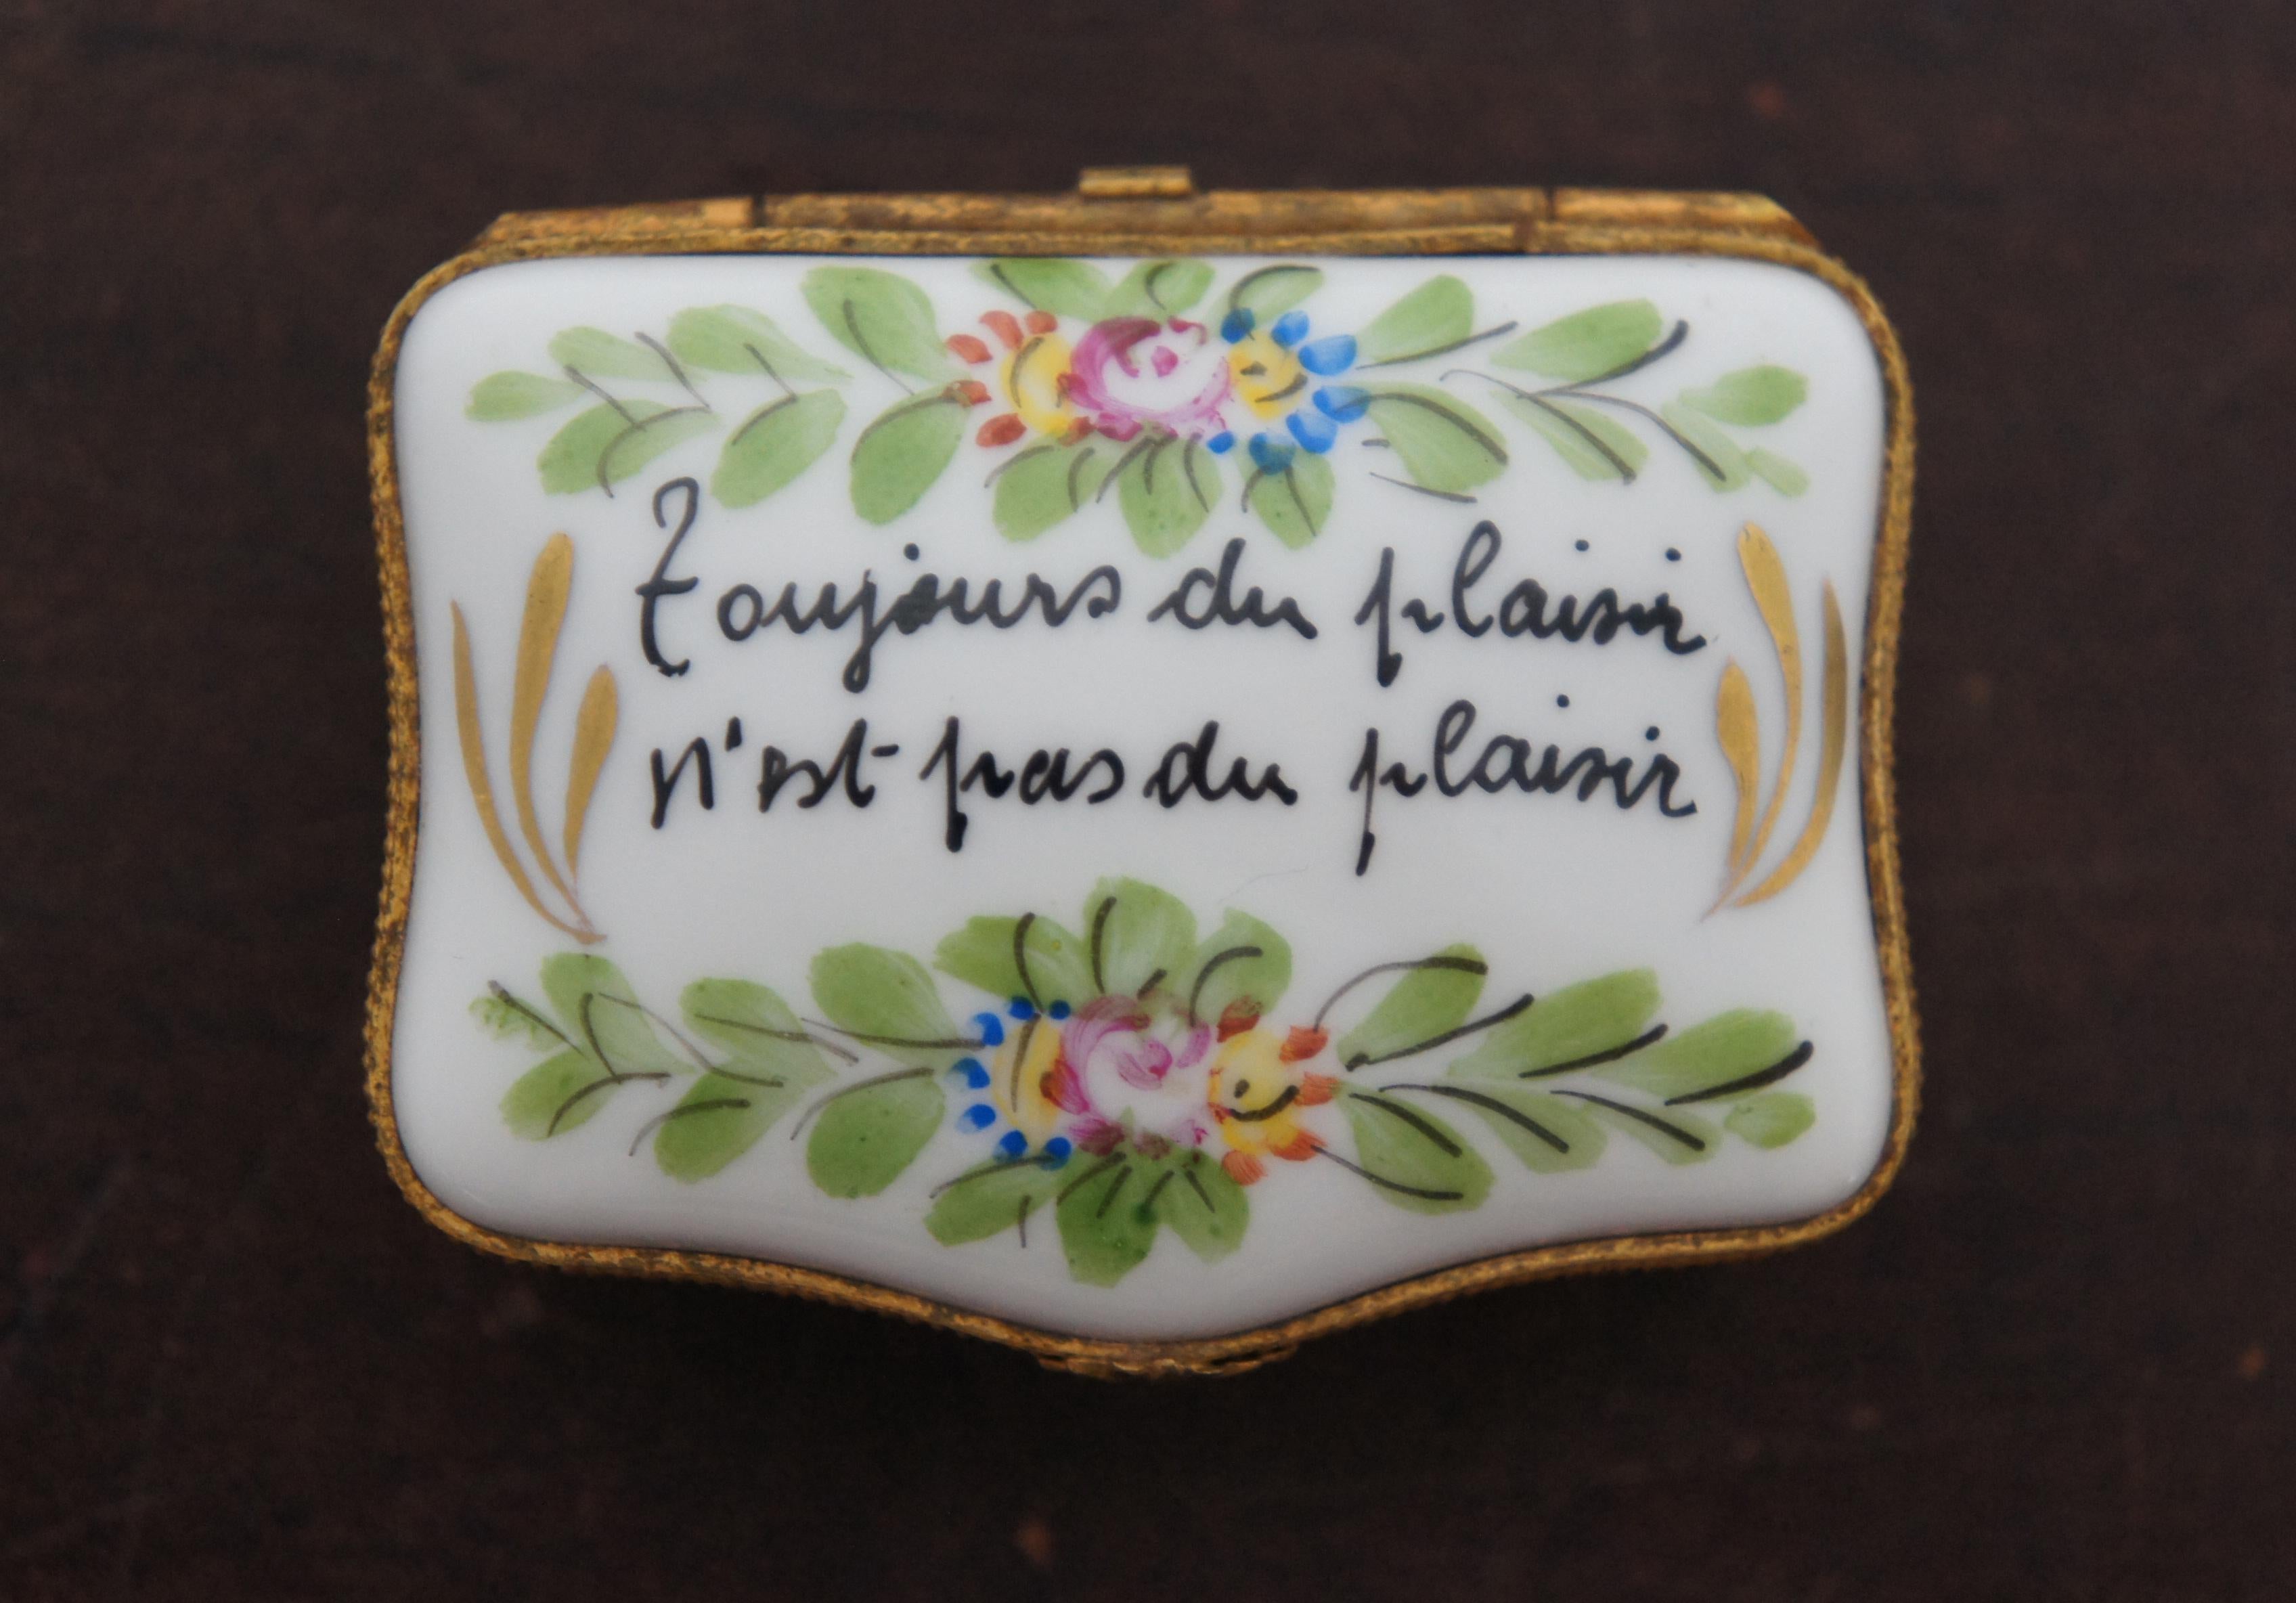 Toujours du plaisir
n'est pas du plaisir